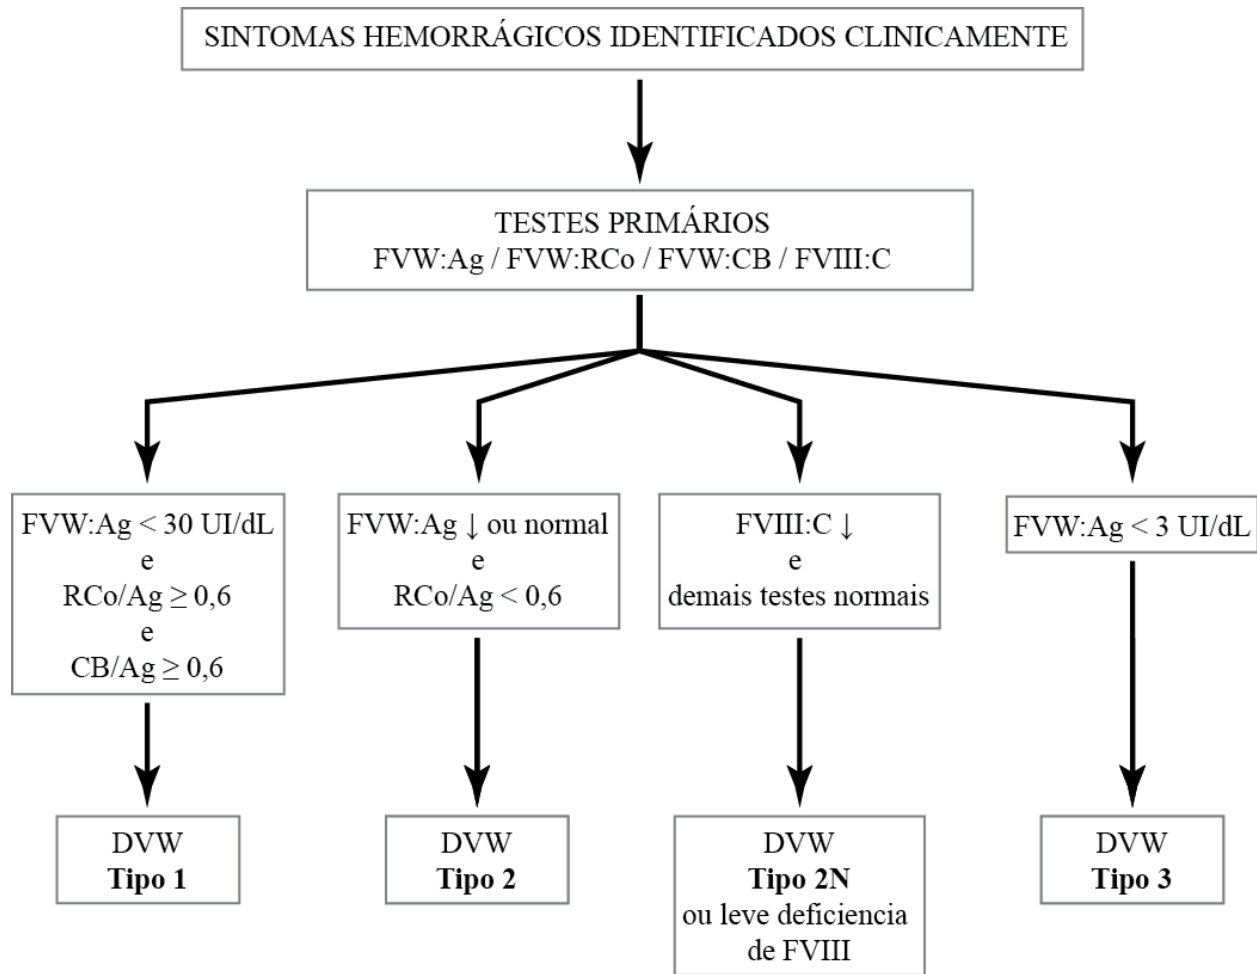 SINTOMAS HEMORRÁGICOS IDENTIFICADOS CLINICAMENTE
TESTES PRIMÁRIOS
FVW:Ag / FVW:RCo / FVW:CB / FVIII:C
FVW:Ag < 30 UI/dL
e
RCo/Ag ≥ 0,6
e
CB/Ag ≥ 0,6
FVW:Ag ↓ ou normal
e
RCo/Ag < 0,6
FVIII:C ↓
e
demais testes normais
FVW:Ag < 3 UI/dL
DVW
Tipo 1
DVW
Tipo 2
DVW
Tipo 2N
ou leve deficiencia
de FVIII
DVW
Tipo 3